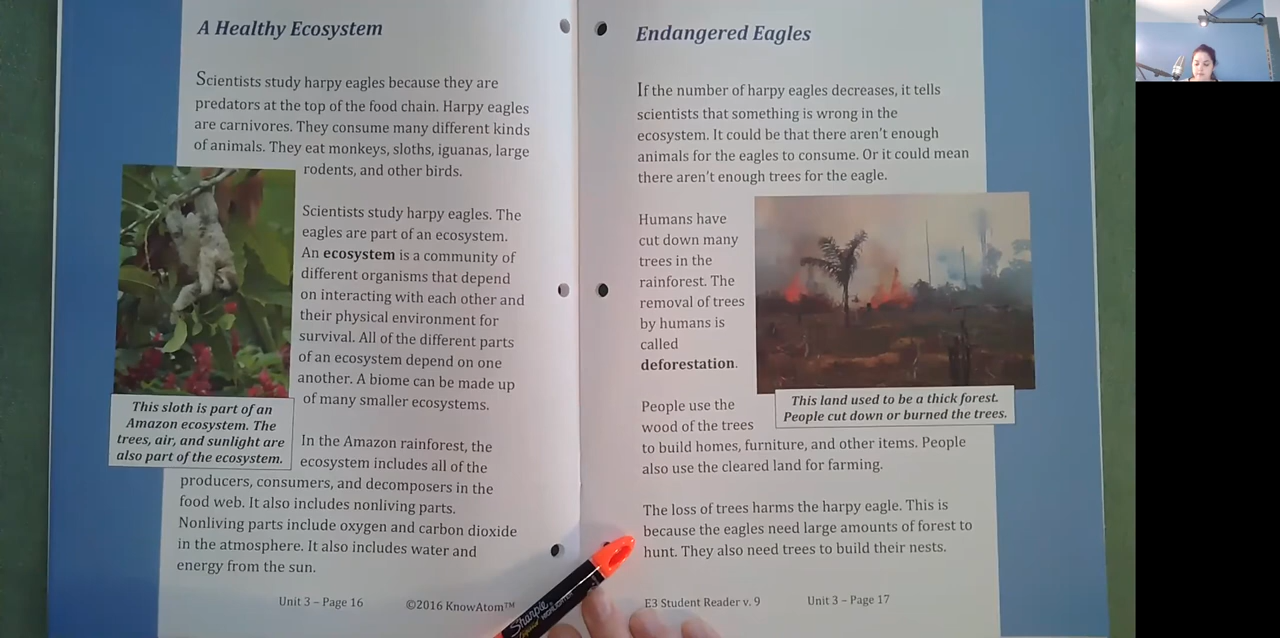 A Healthy Ecosystem
Scientists study harpy eagles because they are
predators at the top of the food chain. Harpy eagles
are carnivores. They consume many different kinds
of animals. They eat monkeys, sloths, iguanas, large
rodents, and other birds.
Scientists study harpy eagles. The
eagles are part of an ecosystem.
An ecosystem is a community of
different organisms that depend
on interacting with each other and
their physical environment for
survival. All of the different parts
of an ecosystem depend on one
another. A biome can be made up
of many smaller ecosystems.
This sloth is part of an
Amazon ecosystem. The
trees, air, and sunlight are
also part of the ecosystem.
In the Amazon rainforest, the
ecosystem includes all of the
producers, consumers, and decomposers in the
food web. It also includes nonliving parts.
Nonliving parts include oxygen and carbon dioxide
in the atmosphere. It also includes water and
energy from the sun.
Unit 3 – Page 16
©2016 KnowAtom™
Endangered Eagles
If the number of harpy eagles decreases, it tells
scientists that something is wrong in the
ecosystem. It could be that there aren't enough
animals for the eagles to consume. Or it could mean
there aren't enough trees for the eagle.
Humans have
cut down many
trees in the
rainforest. The
removal of trees
by humans is
called
deforestation.
This land used to be a thick forest.
People cut down or burned the trees.
People use the
wood of the trees
to build homes, furniture, and other items. People
also use the cleared land for farming.
The loss of trees harms the harpy eagle. This is
because the eagles need large amounts of forest to
hunt. They also need trees to build their nests.
E3 Student Reader v. 9
Unit 3 – Page 17
Sharpie